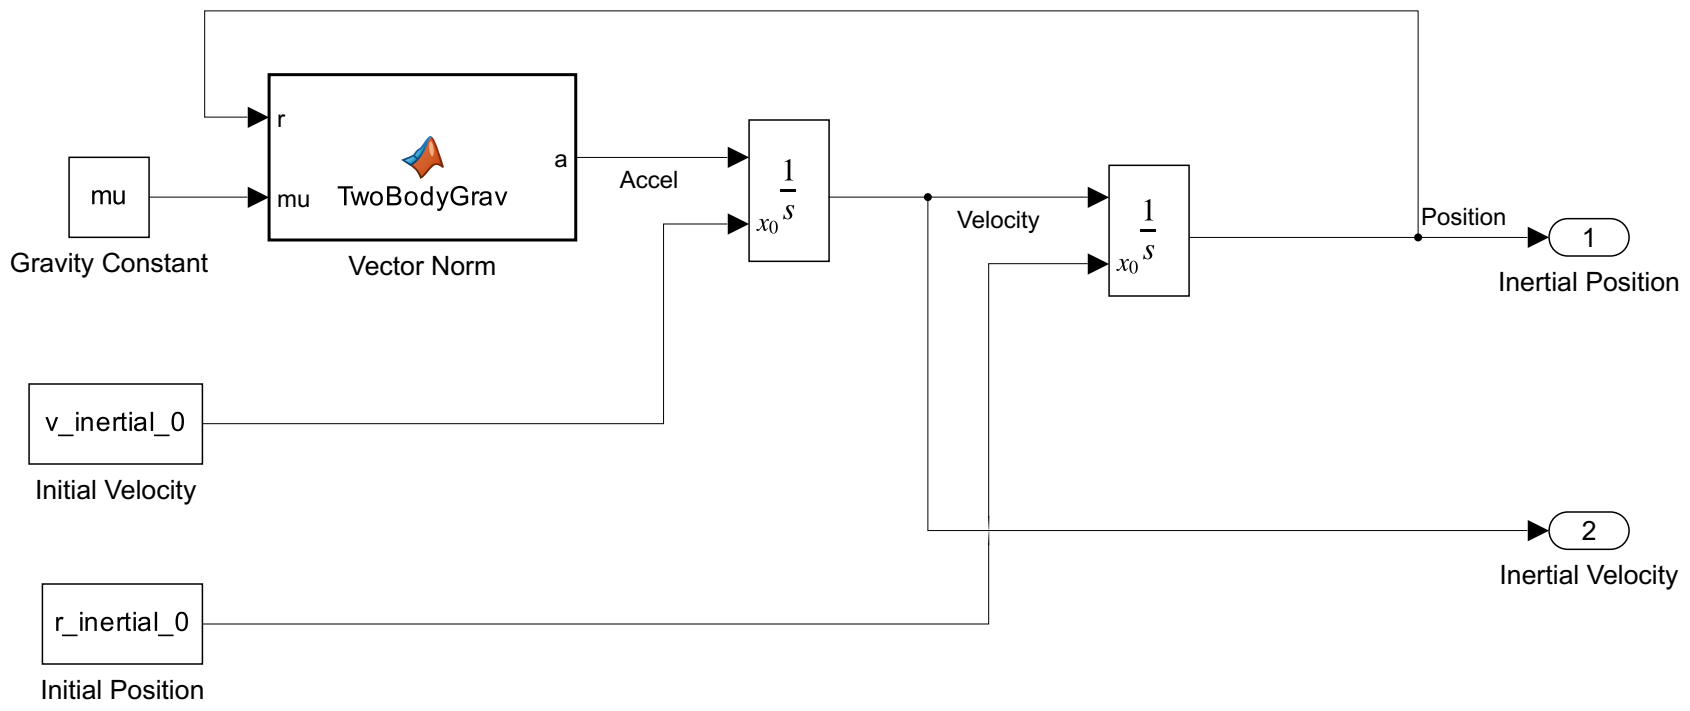 r
mu
TwoBodyGrav
a
Vector Norm
mu
Gravity Constant
Accel
1
s
x0
Velocity
1
s
x0
Position
1
Inertial Position
v_inertial_0
Initial Velocity
2
Inertial Velocity
r_inertial_0
Initial Position